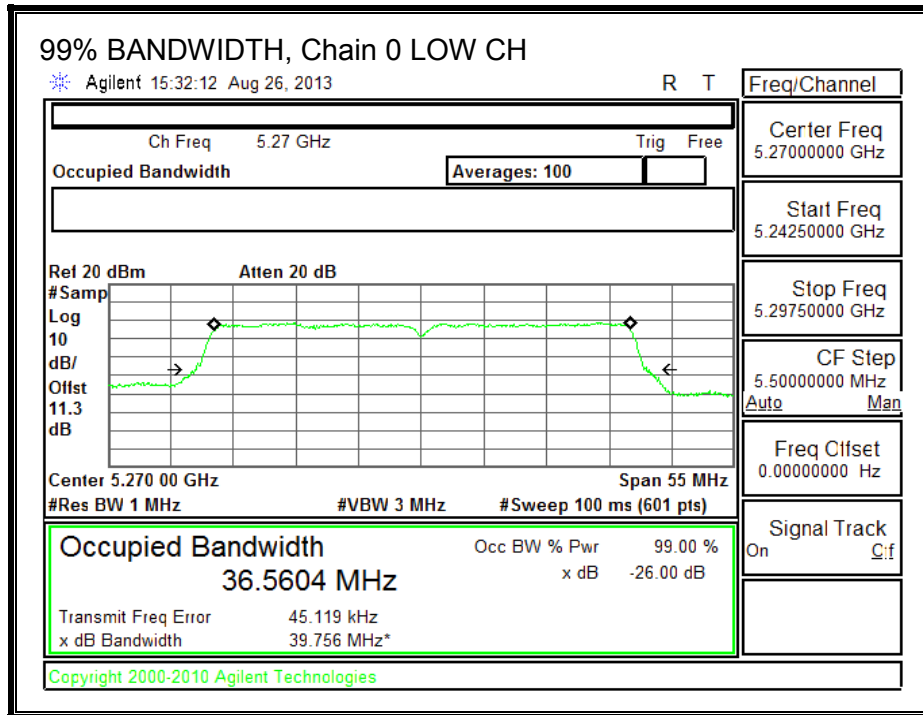 99% BANDWIDTH, Chain 0 LOW CH
Agilent 15:32:12 Aug 26, 2013 R T
Freq/Channel
Ch Freq 5.27 GHz Trig Free
Occupied Bandwidth Averages: 100
Center Freq
5.27000000 GHz
Start Freq
5.24250000 GHz
Stop Freq
5.29750000 GHz
CF Step
5.50000000 MHz
Auto Man
Freq Offset
0.00000000 Hz
Signal Track
On Off
Ref 20 dBm Atten 20 dB
#Samp
Log
10
dB/
Offst
11.3
dB
Center 5.270 00 GHz Span 55 MHz
#Res BW 1 MHz #VBW 3 MHz #Sweep 100 ms (601 pts)
Occupied Bandwidth
36.5604 MHz
Occ BW % Pwr 99.00 %
x dB -26.00 dB
Transmit Freq Error 45.119 kHz
x dB Bandwidth 39.756 MHz*
Copyright 2000-2010 Agilent Technologies